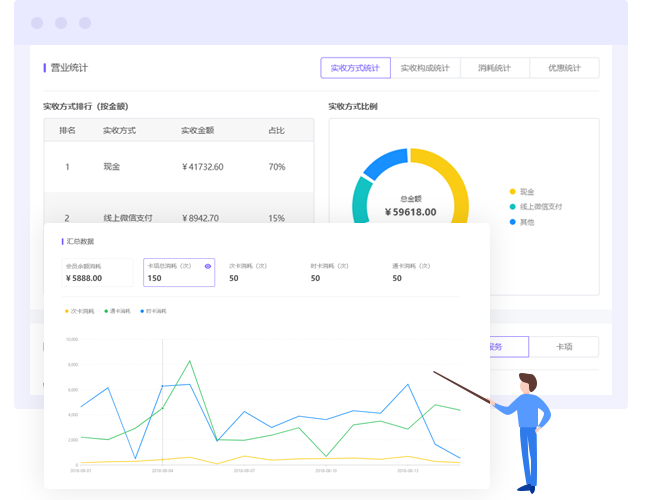 营业统计
实收方式统计 实收构成统计 消耗统计 优惠统计
实收方式排行（按金额）
实收方式比例
排名 实收方式 实收金额 占比
1 现金 ¥41732.60 70%
2 线上微信支付 ¥8942.70 15%
总金额
¥59618.00
现金
线上微信支付
其他
汇总数据
会员余额消耗 卡项总消耗（次） 次卡消耗（次） 时卡消耗（次） 通卡消耗（次）
¥5888.00 150 50 50 50
次卡消耗 通卡消耗 时卡消耗
服务 卡项
10,000
8,000
6,000
4,000
2,000
0
2018-08-01 2018-08-04 2018-08-07 2018-08-10 2018-08-13